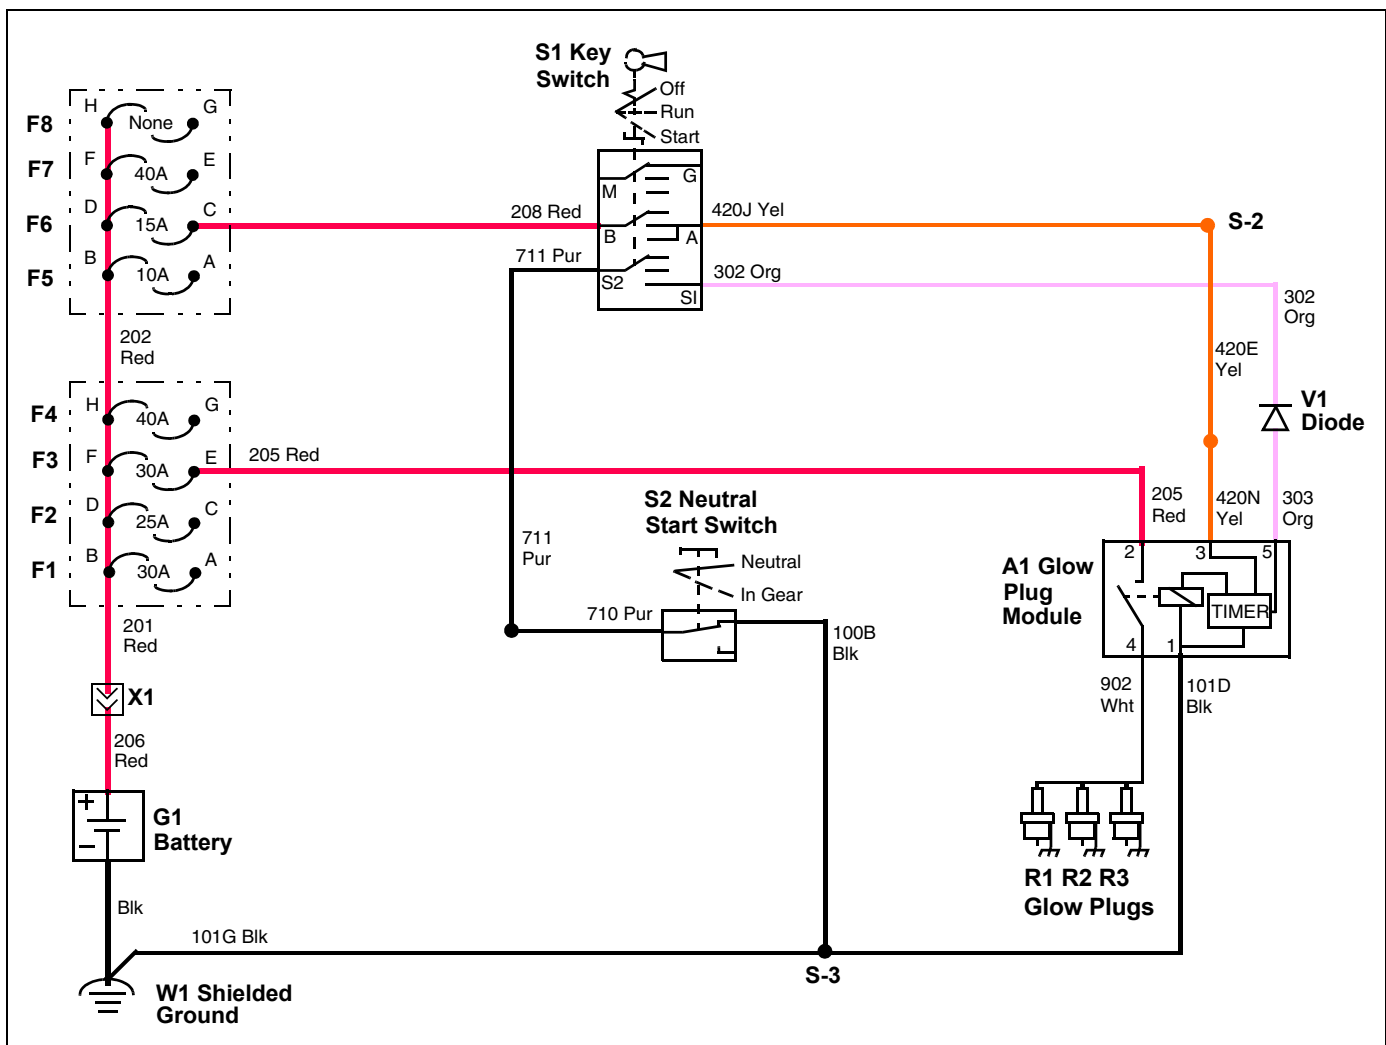 S1 Key
Switch
Off
Run
Start
F8
H
None
G
F7
F
40A
E
F6
D
15A
C
F5
B
10A
A
208 Red
711 Pur
M
G
B
A
S2
SI
420J Yel
302 Org
S-2
302
Org
202
Red
420E
Yel
V1
Diode
F4
H
40A
G
F3
F
30A
E
205 Red
F2
D
25A
C
F1
B
30A
A
S2 Neutral
Start Switch
Neutral
In Gear
711
Pur
710 Pur
100B
Blk
205
Red
420N
Yel
303
Org
A1 Glow
Plug
Module
2
3
5
TIMER
4
1
201
Red
X1
206
Red
902
Wht
101D
Blk
+
−
G1
Battery
R1 R2 R3
Glow Plugs
Blk
101G Blk
S-3
W1 Shielded
Ground